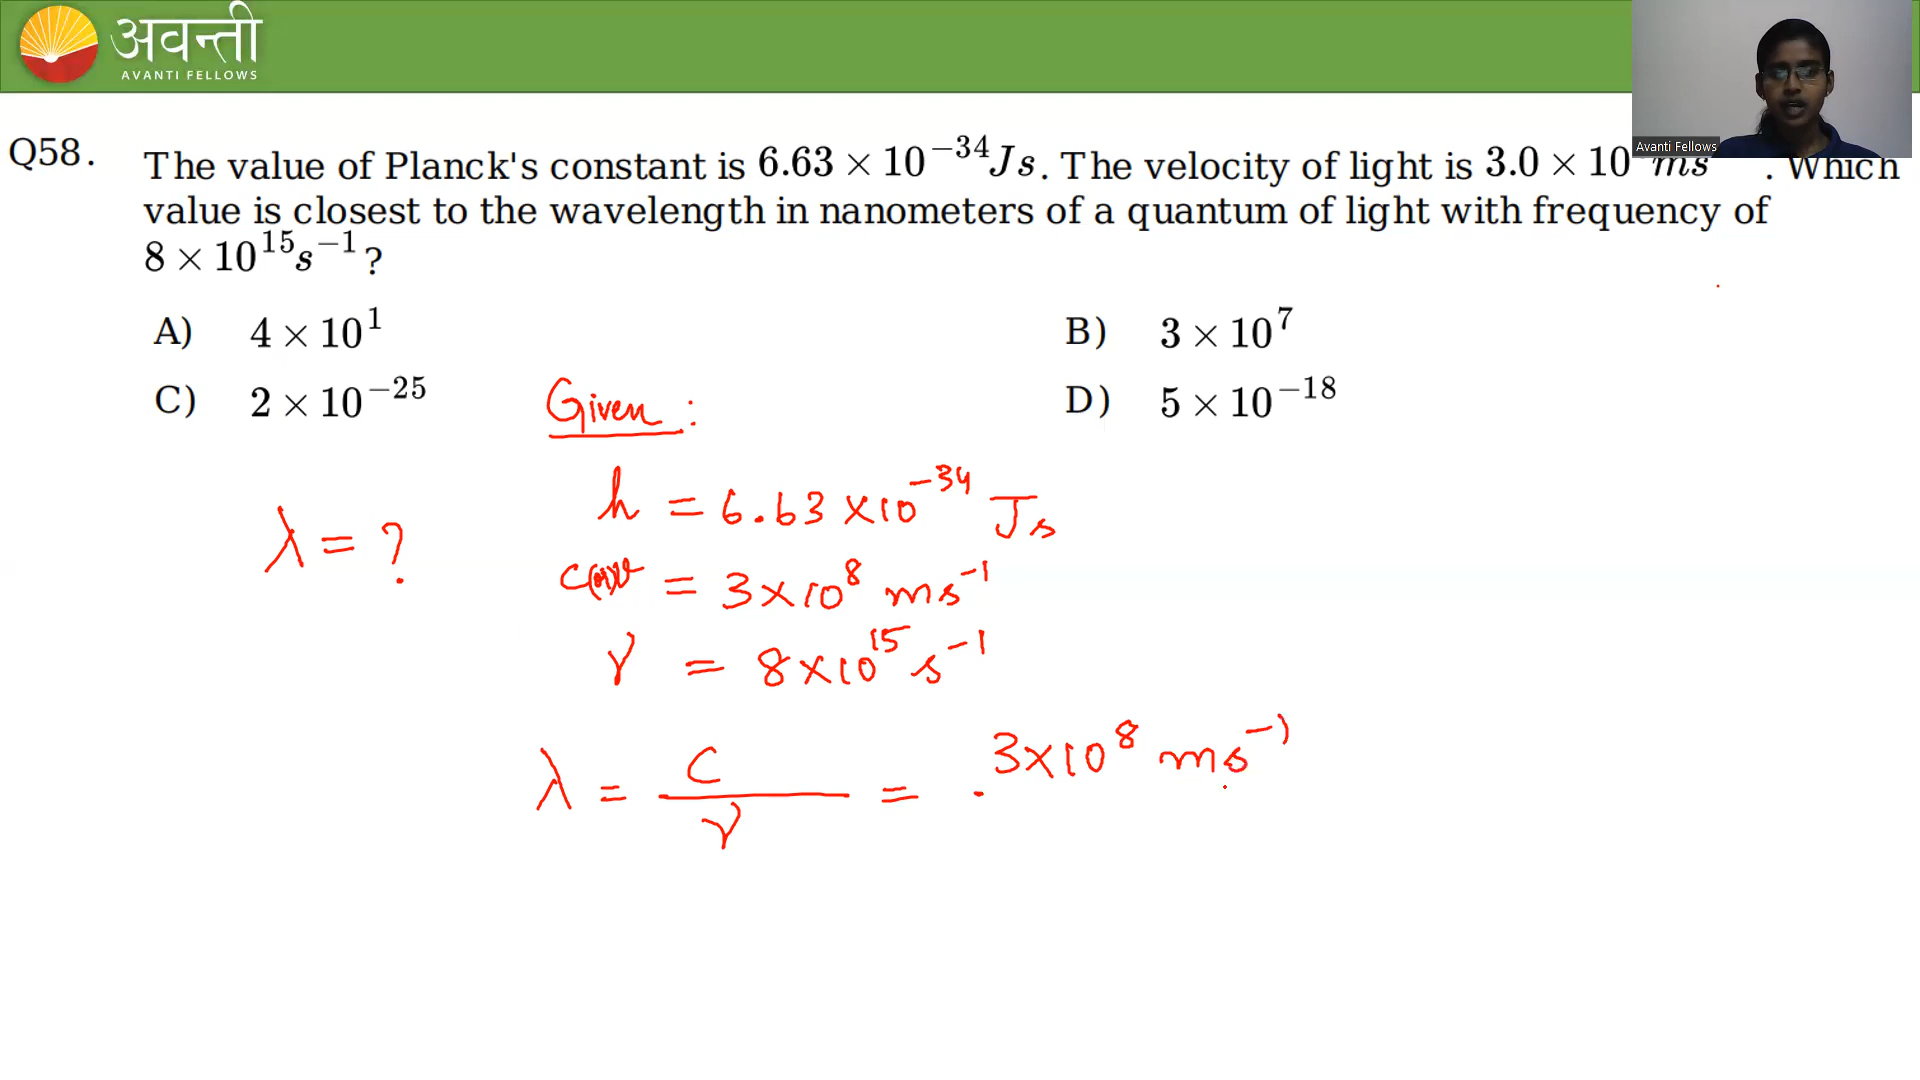 अवन्ती
AVANTI FELLOWS
Avanti Fellows
Q58. The value of Planck's constant is 6.63 × 10⁻³⁴ Js. The velocity of light is 3.0 × 10 ms . Which
value is closest to the wavelength in nanometers of a quantum of light with frequency of
8 × 10¹⁵s⁻¹?
A) 4 × 10¹
B) 3 × 10⁷
C) 2 × 10⁻²⁵
D) 5 × 10⁻¹⁸
Given :
h = 6.63 × 10⁻³⁴ Js
λ = ?
c(or)v = 3 × 10⁸ ms⁻¹
ν = 8 × 10¹⁵ s⁻¹
λ = c/ν = 3 × 10⁸ ms⁻¹